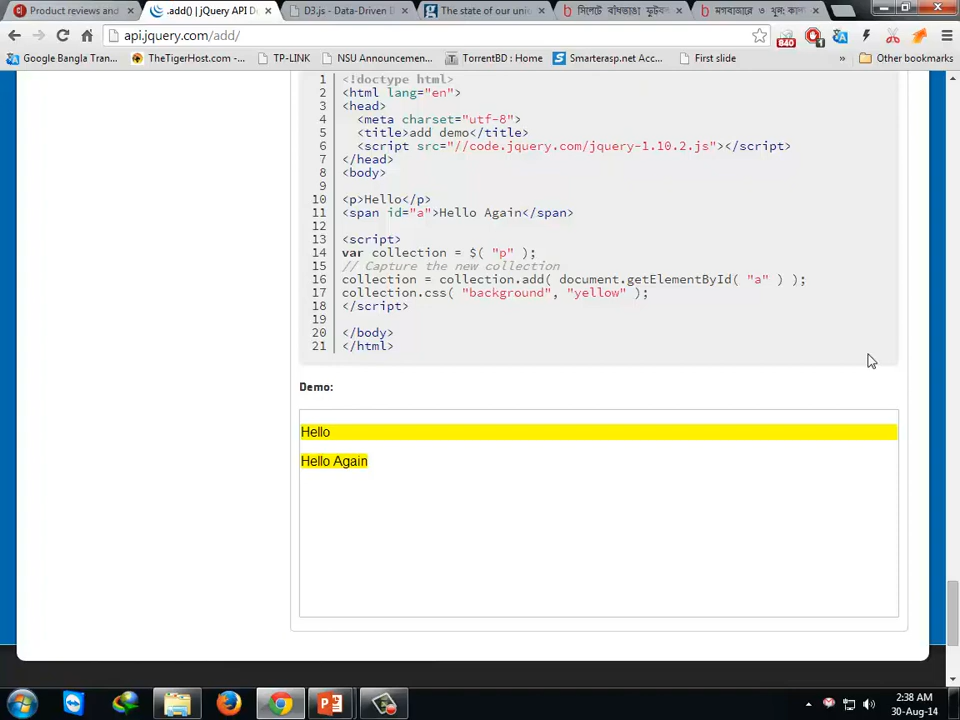 Product reviews and
.add() | jQuery API D
D3.js - Data-Driven D
The state of our uni
সিলেটে বাঁধভাঙা ফুটবল
মগবাজারে ৩ খুন: কাল
api.jquery.com/add/
840
1
Google Bangla Tran...
TheTigerHost.com -...
TP-LINK
NSU Announcemen...
TorrentBD : Home
Smarterasp.net Acc...
First slide
»
Other bookmarks
1 <!doctype html>
2 <html lang="en">
3 <head>
4 <meta charset="utf-8">
5 <title>add demo</title>
6 <script src="//code.jquery.com/jquery-1.10.2.js"></script>
7 </head>
8 <body>
9
10 <p>Hello</p>
11 <span id="a">Hello Again</span>
12
13 <script>
14 var collection = $( "p" );
15 // Capture the new collection
16 collection = collection.add( document.getElementById( "a" ) );
17 collection.css( "background", "yellow" );
18 </script>
19
20 </body>
21 </html>
Demo:
Hello
Hello Again
2:38 AM
30-Aug-14